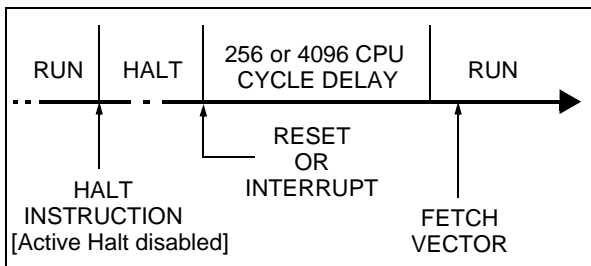 RUN
HALT
256 or 4096 CPU
CYCLE DELAY
RUN
RESET
OR
INTERRUPT
HALT
INSTRUCTION
[Active Halt disabled]
FETCH
VECTOR